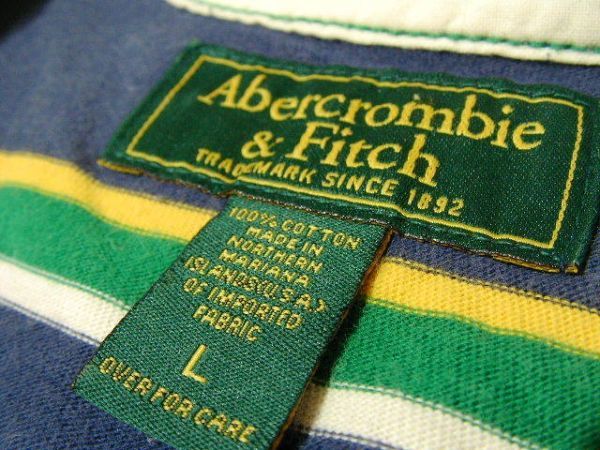 Abercrombie
& Fitch
TRADEMARK SINCE 1892
100% COTTON
MADE IN
NORTHERN
MARIANA
ISLANDS(U.S.A.)
OF IMPORTED
FABRIC
L
OVER FOR CARE